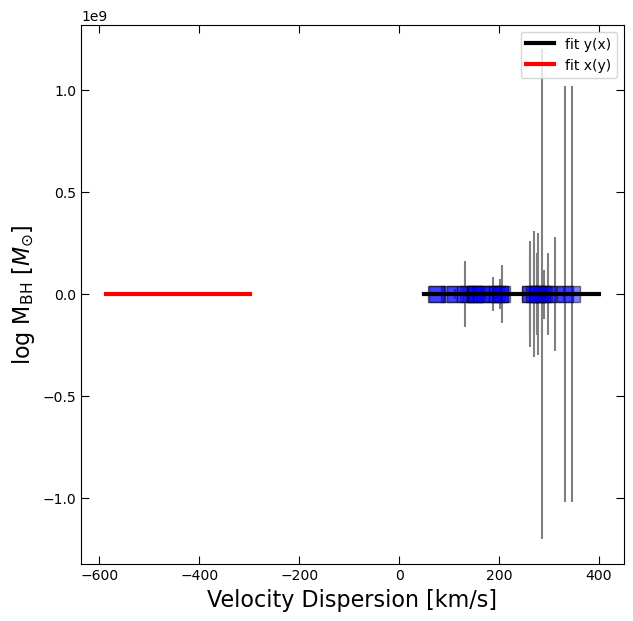 1e9
fit y(x)
fit x(y)
1.0
0.5
0.0
−0.5
−1.0
log M_BH [M_⊙]
−600 −400 −200 0 200 400
Velocity Dispersion [km/s]